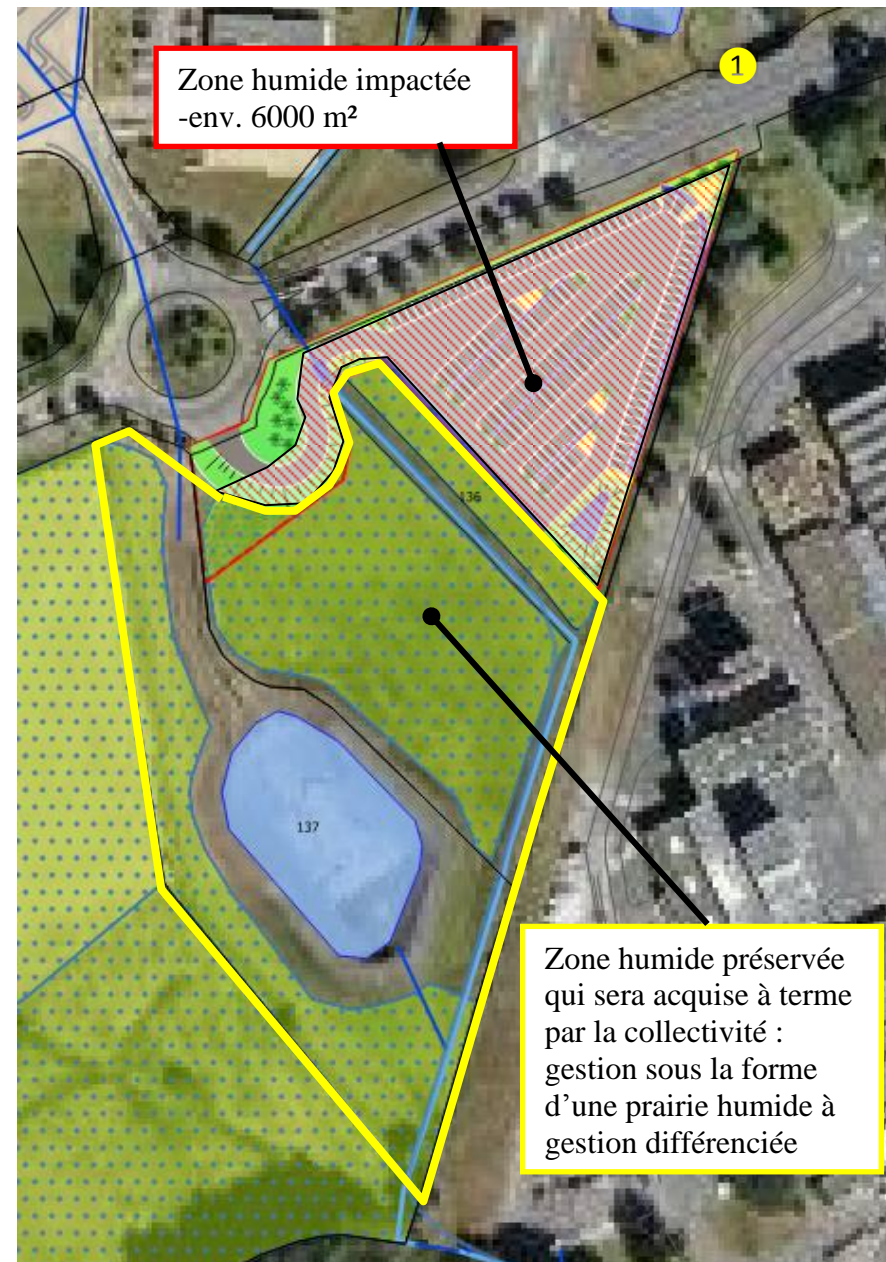 Zone humide impactée
-env. 6000 m²
1
136
137
Zone humide préservée
qui sera acquise à terme
par la collectivité :
gestion sous la forme
d’une prairie humide à
gestion différenciée